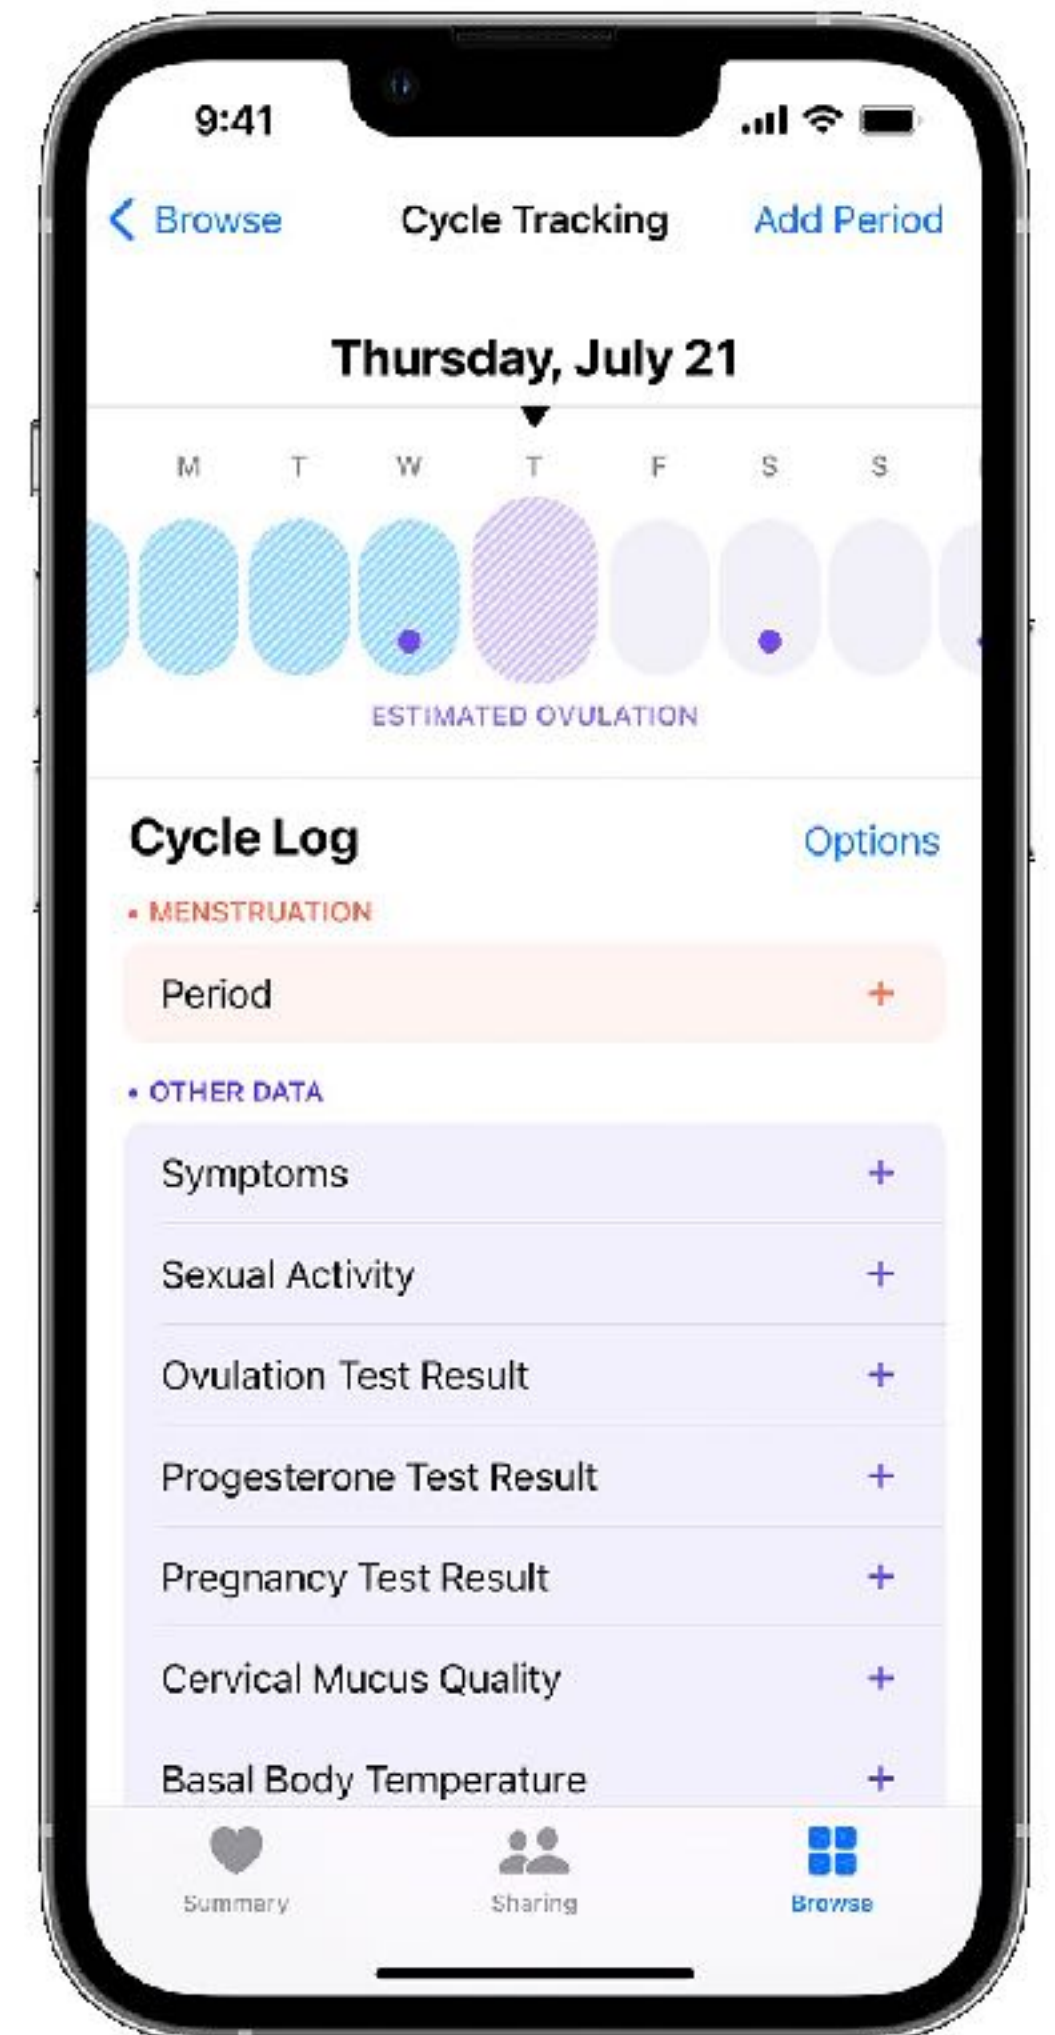 9:41
Browse Cycle Tracking Add Period
Thursday, July 21
M T W T F S S
ESTIMATED OVULATION
Cycle Log Options
• MENSTRUATION
Period +
• OTHER DATA
Symptoms +
Sexual Activity +
Ovulation Test Result +
Progesterone Test Result +
Pregnancy Test Result +
Cervical Mucus Quality +
Basal Body Temperature +
Summary Sharing Browse